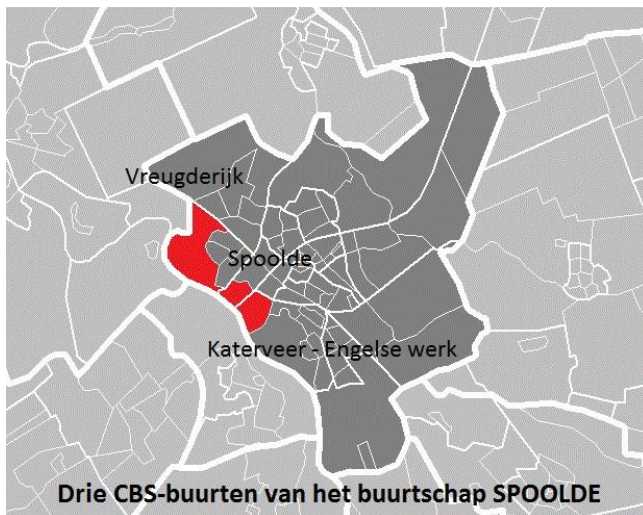 Vreugderijk
Spoolde
Katerveer - Engelse werk
Drie CBS-buurten van het buurtschap SPOOLDE